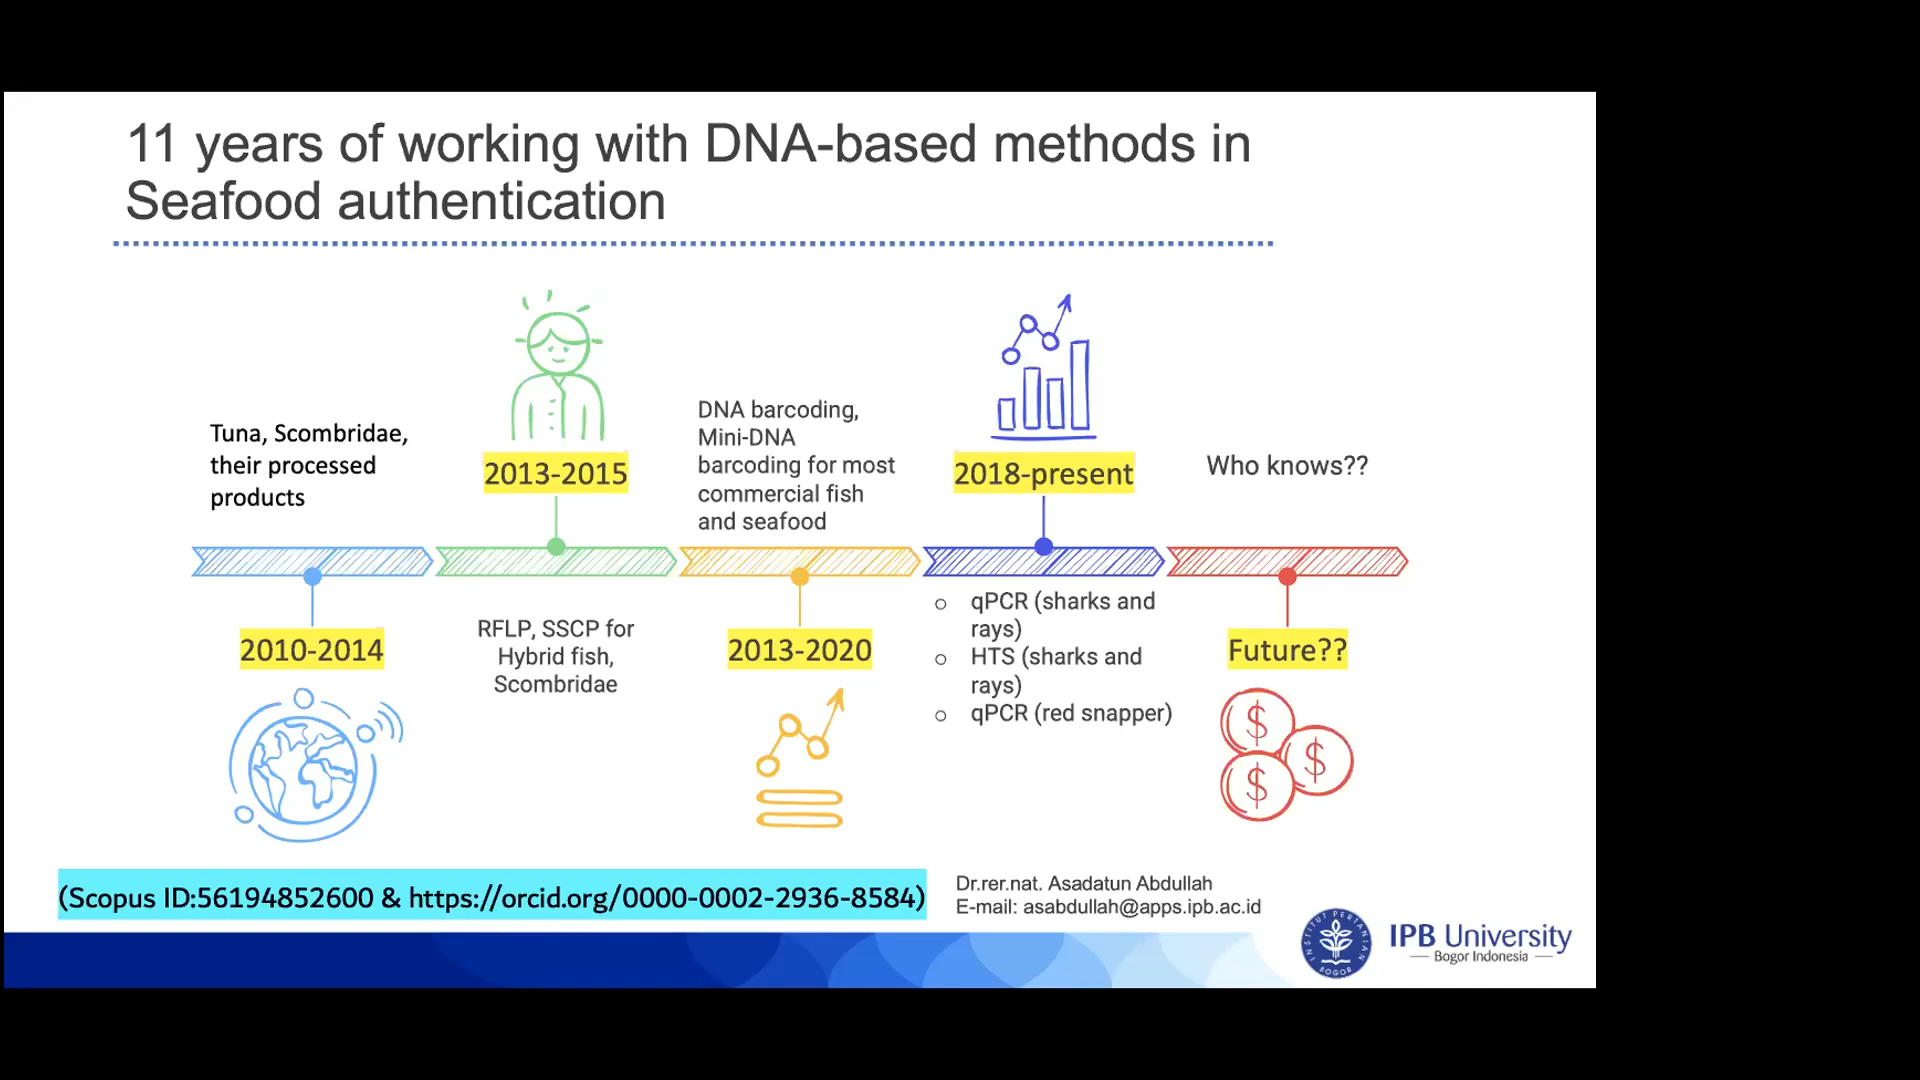 11 years of working with DNA-based methods in
Seafood authentication
Tuna, Scombridae,
their processed
products
2010-2014
2013-2015
RFLP, SSCP for
Hybrid fish,
Scombridae
DNA barcoding,
Mini-DNA
barcoding for most
commercial fish
and seafood
2013-2020
2018-present
qPCR (sharks and
rays)
HTS (sharks and
rays)
qPCR (red snapper)
Who knows??
Future??
$
$
$
(Scopus ID:56194852600 & https://orcid.org/0000-0002-2936-8584)
Dr.rer.nat. Asadatun Abdullah
E-mail: asabdullah@apps.ipb.ac.id
INSTITUT PERTANIAN
BOGOR
IPB University
Bogor Indonesia